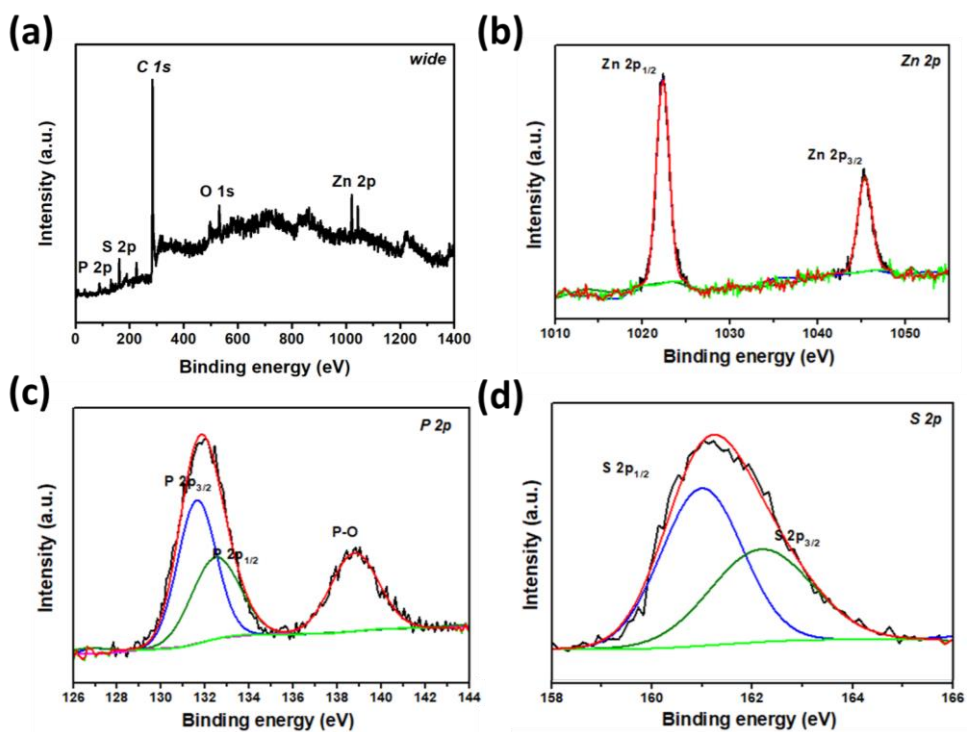 (a)
wide
C 1s
O 1s
Zn 2p
S 2p
P 2p
Intensity (a.u.)
0 200 400 600 800 1000 1200 1400
Binding energy (eV)
(b)
Zn 2p
Zn 2p1/2
Zn 2p3/2
Intensity (a.u.)
1010 1020 1030 1040 1050
Binding energy (eV)
(c)
P 2p
P 2p3/2
P 2p1/2
P-O
Intensity (a.u.)
126 128 130 132 134 136 138 140 142 144
Binding energy (eV)
(d)
S 2p
S 2p1/2
S 2p3/2
Intensity (a.u.)
158 160 162 164 166
Binding energy (eV)